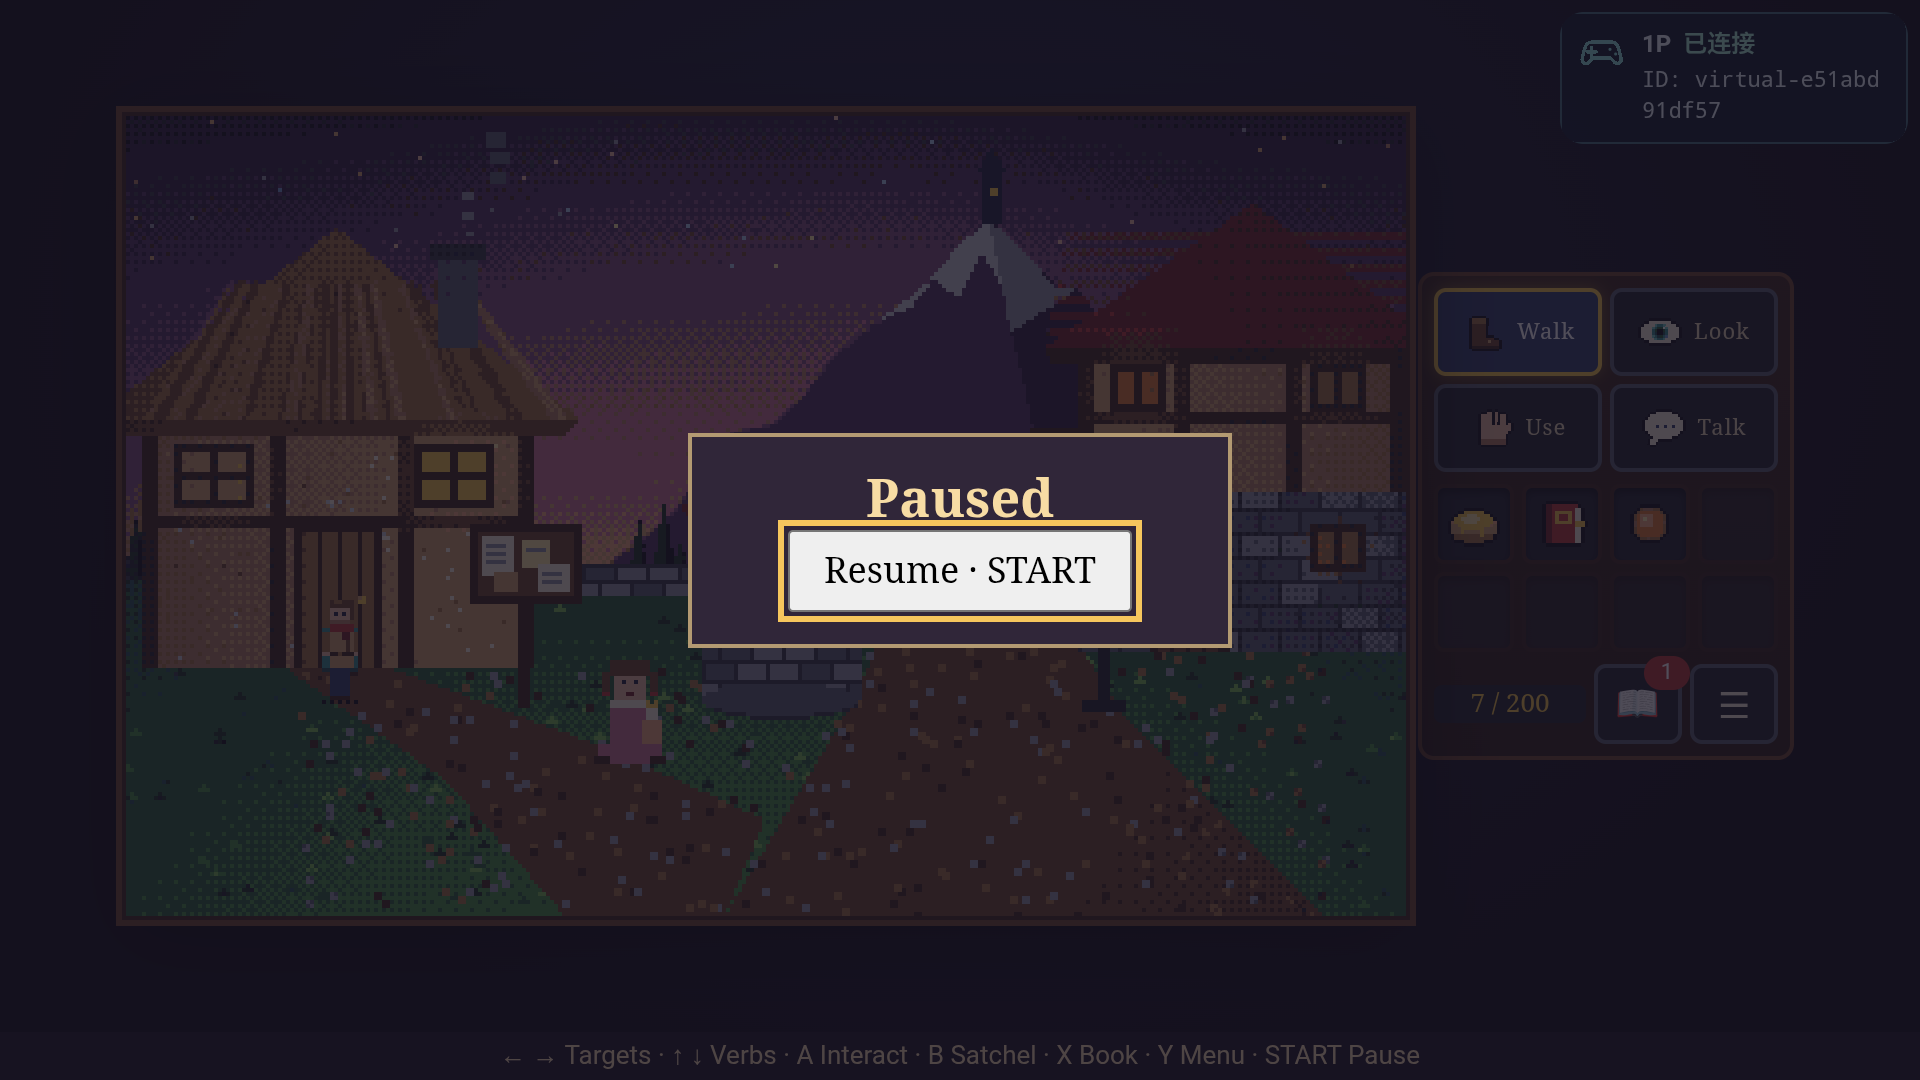 1P 已连接
ID: virtual-e51abd
91df57
Walk
Look
Use
Talk
Paused
Resume · START
1
7 / 200
← → Targets · ↑ ↓ Verbs · A Interact · B Satchel · X Book · Y Menu · START Pause